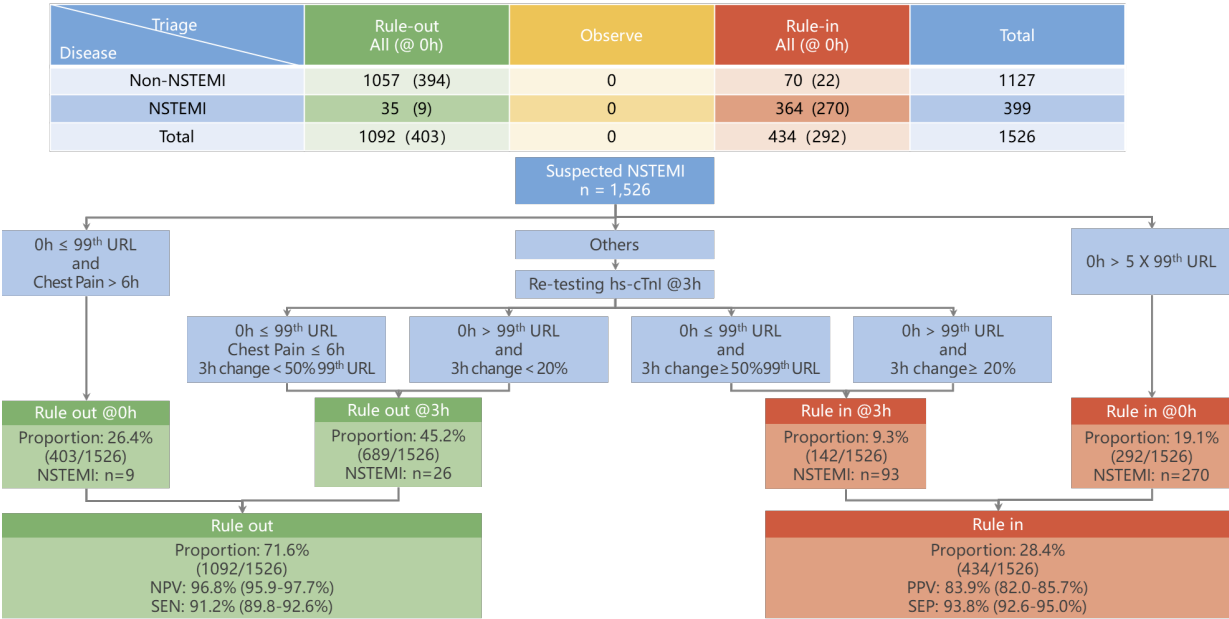 Triage
Disease
Rule-out
All (@ 0h)
Observe
Rule-in
All (@ 0h)
Total
Non-NSTEMI 1057 (394) 0 70 (22) 1127
NSTEMI 35 (9) 0 364 (270) 399
Total 1092 (403) 0 434 (292) 1526
Suspected NSTEMI
n = 1,526
0h ≤ 99th URL
and
Chest Pain > 6h
Others
0h > 5 X 99th URL
Re-testing hs-cTnI @3h
0h ≤ 99th URL
Chest Pain ≤ 6h
3h change < 50%99th URL
0h > 99th URL
and
3h change < 20%
0h ≤ 99th URL
and
3h change≥50%99th URL
0h > 99th URL
and
3h change≥ 20%
Rule out @0h
Proportion: 26.4%
(403/1526)
NSTEMI: n=9
Rule out @3h
Proportion: 45.2%
(689/1526)
NSTEMI: n=26
Rule in @3h
Proportion: 9.3%
(142/1526)
NSTEMI: n=93
Rule in @0h
Proportion: 19.1%
(292/1526)
NSTEMI: n=270
Rule out
Proportion: 71.6%
(1092/1526)
NPV: 96.8% (95.9-97.7%)
SEN: 91.2% (89.8-92.6%)
Rule in
Proportion: 28.4%
(434/1526)
PPV: 83.9% (82.0-85.7%)
SEP: 93.8% (92.6-95.0%)